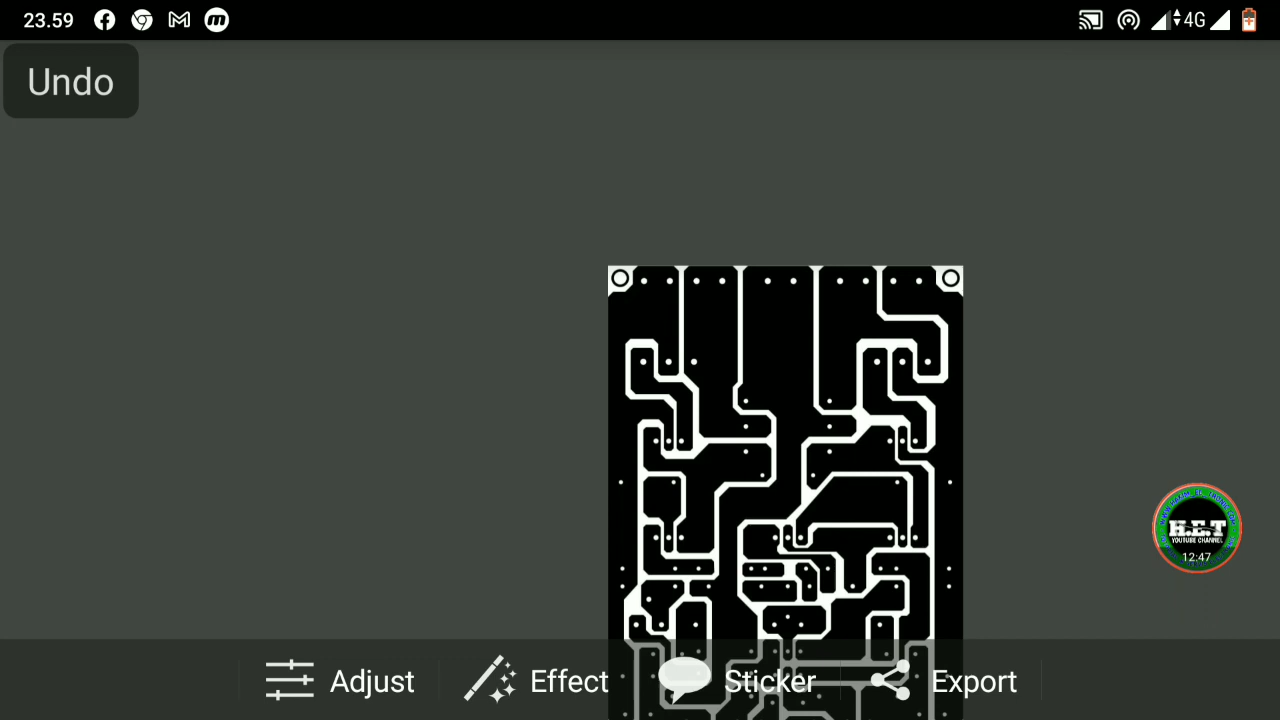 23.59
4G
Undo
H.E.T
YOUTUBE CHANNEL
12:47
Adjust
Effect
Sticker
Export